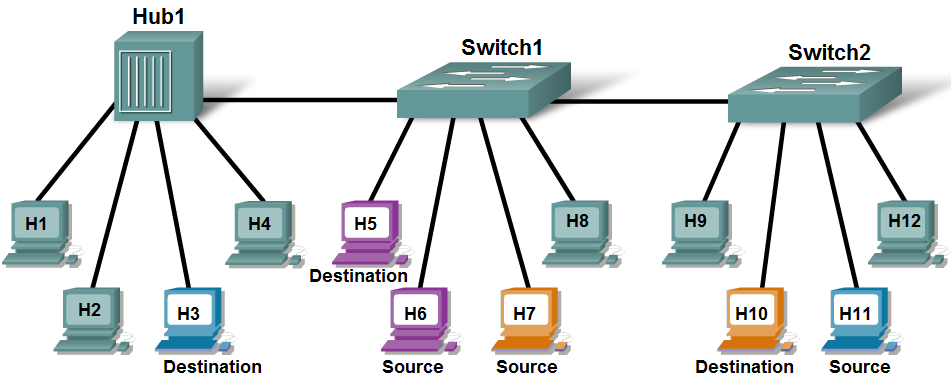 Hub1
Switch1
Switch2
H1
H4
H5
H8
H9
H12
Destination
H2
H3
H6
H7
H10
H11
Destination
Source
Source
Destination
Source